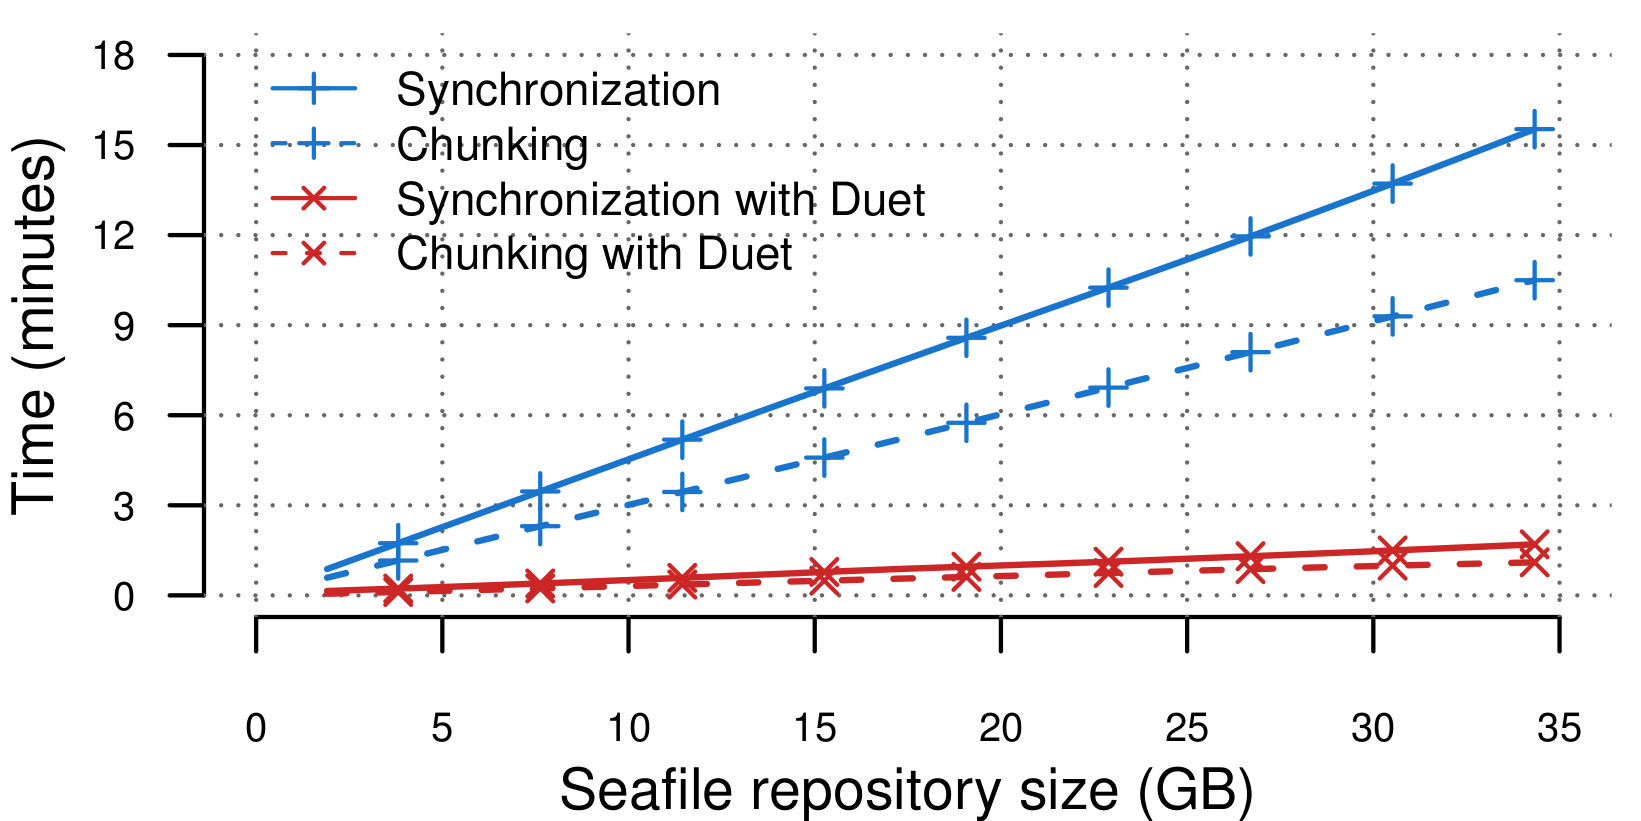 Time (minutes)
18
15
12
9
6
3
0
Synchronization
Chunking
Synchronization with Duet
Chunking with Duet
0 5 10 15 20 25 30 35
Seafile repository size (GB)